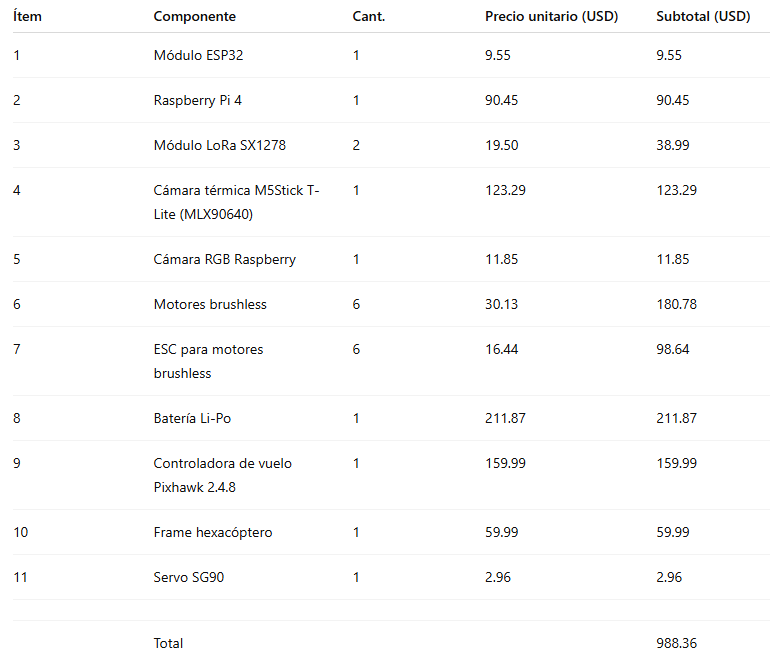 Ítem Componente Cant. Precio unitario (USD) Subtotal (USD)
1 Módulo ESP32 1 9.55 9.55
2 Raspberry Pi 4 1 90.45 90.45
3 Módulo LoRa SX1278 2 19.50 38.99
4 Cámara térmica M5Stick T- 1 123.29 123.29
Lite (MLX90640)
5 Cámara RGB Raspberry 1 11.85 11.85
6 Motores brushless 6 30.13 180.78
7 ESC para motores 6 16.44 98.64
brushless
8 Batería Li-Po 1 211.87 211.87
9 Controladora de vuelo 1 159.99 159.99
Pixhawk 2.4.8
10 Frame hexacóptero 1 59.99 59.99
11 Servo SG90 1 2.96 2.96
Total 988.36